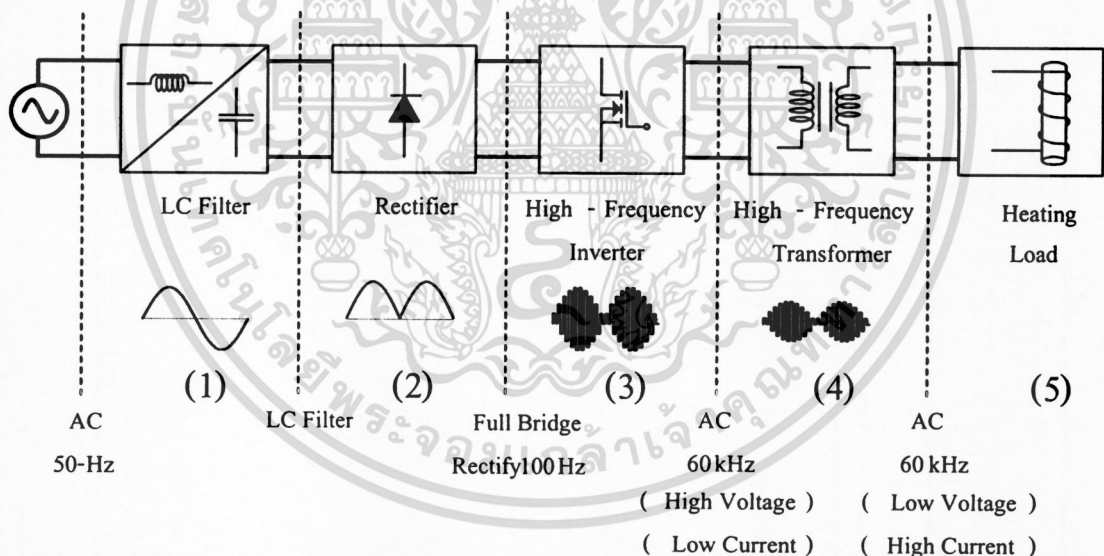 LC Filter
Rectifier
High - Frequency
Inverter
High - Frequency
Transformer
Heating
Load
(1)
(2)
(3)
(4)
(5)
AC
50-Hz
LC Filter
Full Bridge
Rectify100 Hz
AC
60 kHz
( High Voltage )
( Low Current )
AC
60 kHz
( Low Voltage )
( High Current )